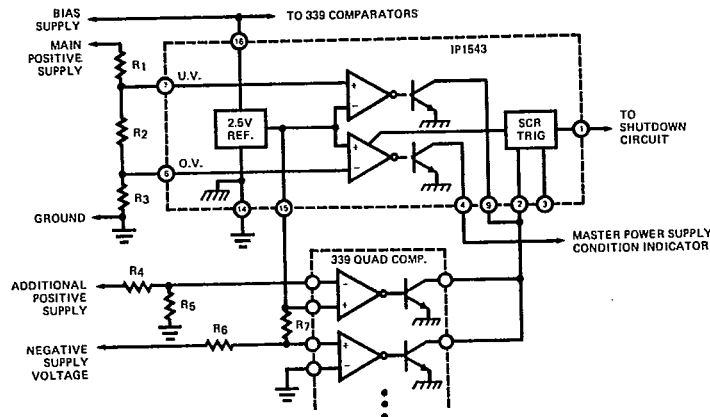 BIAS
SUPPLY
TO 339 COMPARATORS
MAIN
POSITIVE
SUPPLY
16
IP1543
R1
7
U.V.
2.5V
REF.
SCR
TRIG
1
TO
SHUTDOWN
CIRCUIT
R2
6
O.V.
R3
GROUND
14
15
4
9
2
3
MASTER POWER SUPPLY
CONDITION INDICATOR
339 QUAD COMP.
R4
ADDITIONAL
POSITIVE
SUPPLY
R5
R7
R6
NEGATIVE
SUPPLY
VOLTAGE